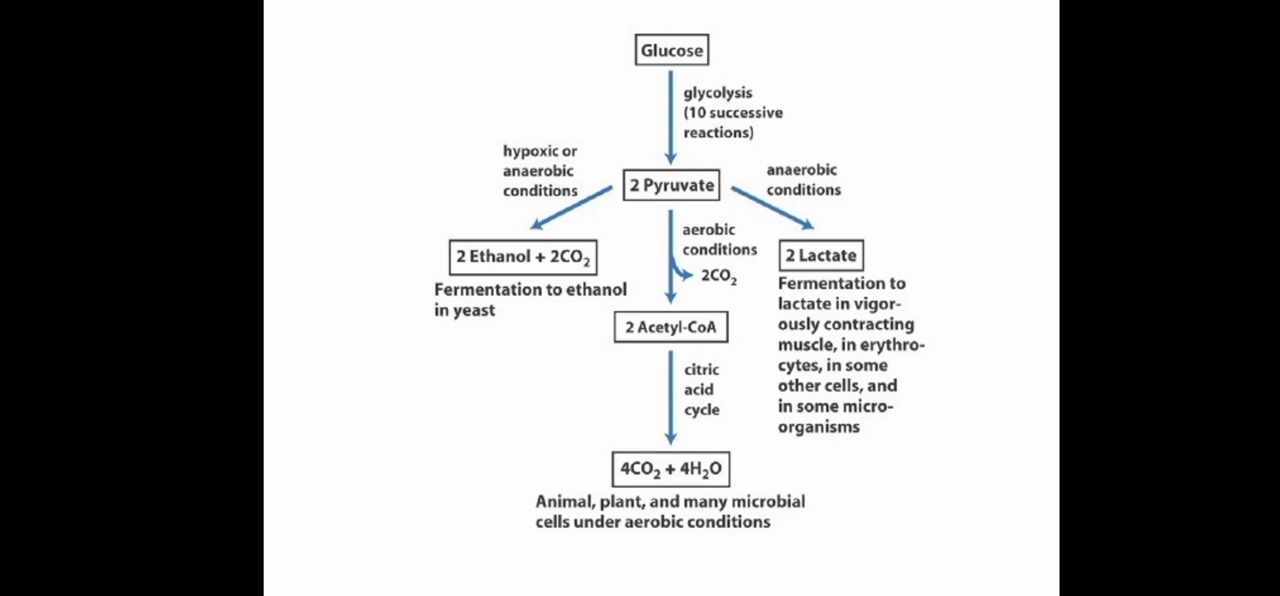 Glucose
glycolysis
(10 successive
reactions)
hypoxic or
anaerobic
conditions
2 Pyruvate
anaerobic
conditions
2 Ethanol + 2CO₂
Fermentation to ethanol
in yeast
aerobic
conditions
2CO₂
2 Lactate
Fermentation to
lactate in vigor-
ously contracting
muscle, in erythro-
cytes, in some
other cells, and
in some micro-
organisms
2 Acetyl-CoA
citric
acid
cycle
4CO₂ + 4H₂O
Animal, plant, and many microbial
cells under aerobic conditions